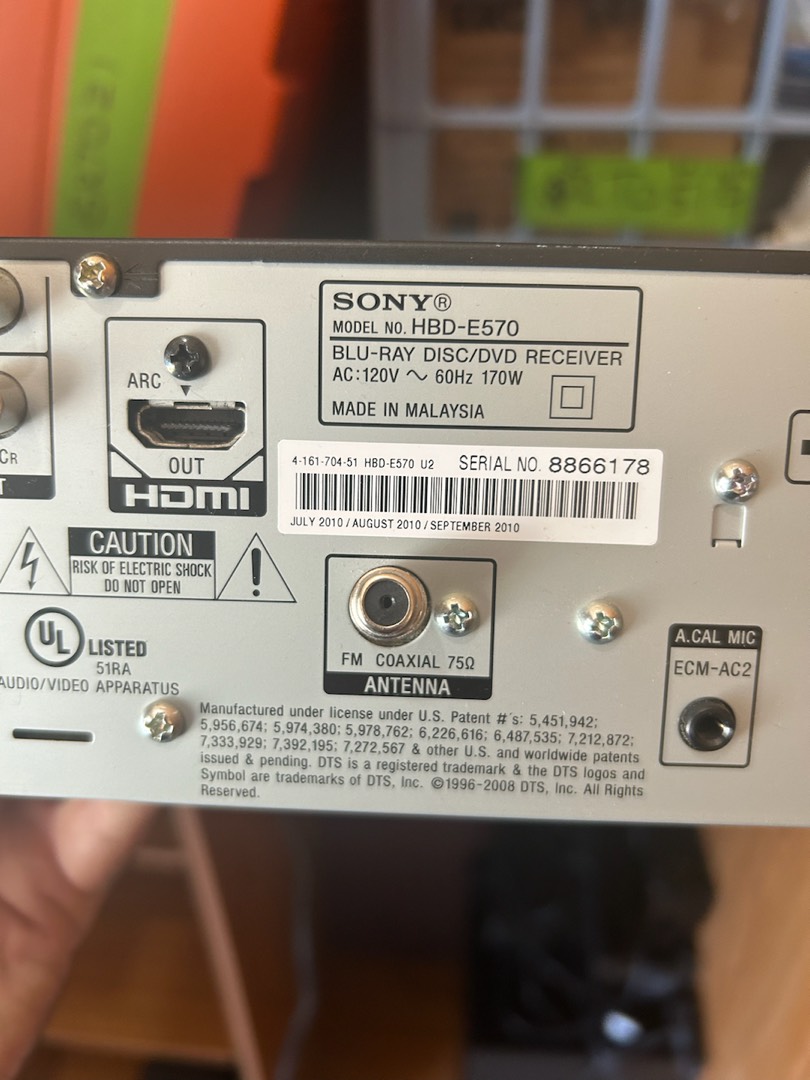 SONY®
MODEL NO. HBD-E570
BLU-RAY DISC/DVD RECEIVER
AC:120V ～ 60Hz 170W
MADE IN MALAYSIA
ARC
OUT
HDMI
CR
T
4-161-704-51 HBD-E570 U2 SERIAL NO. 8866178
JULY 2010 / AUGUST 2010 / SEPTEMBER 2010
CAUTION
RISK OF ELECTRIC SHOCK
DO NOT OPEN
UL LISTED
51RA
AUDIO/VIDEO APPARATUS
FM COAXIAL 75Ω
ANTENNA
A.CAL MIC
ECM-AC2
Manufactured under license under U.S. Patent #'s: 5,451,942;
5,956,674; 5,974,380; 5,978,762; 6,226,616; 6,487,535; 7,212,872;
7,333,929; 7,392,195; 7,272,567 & other U.S. and worldwide patents
issued & pending. DTS is a registered trademark & the DTS logos and
Symbol are trademarks of DTS, Inc. ©1996-2008 DTS, Inc. All Rights
Reserved.